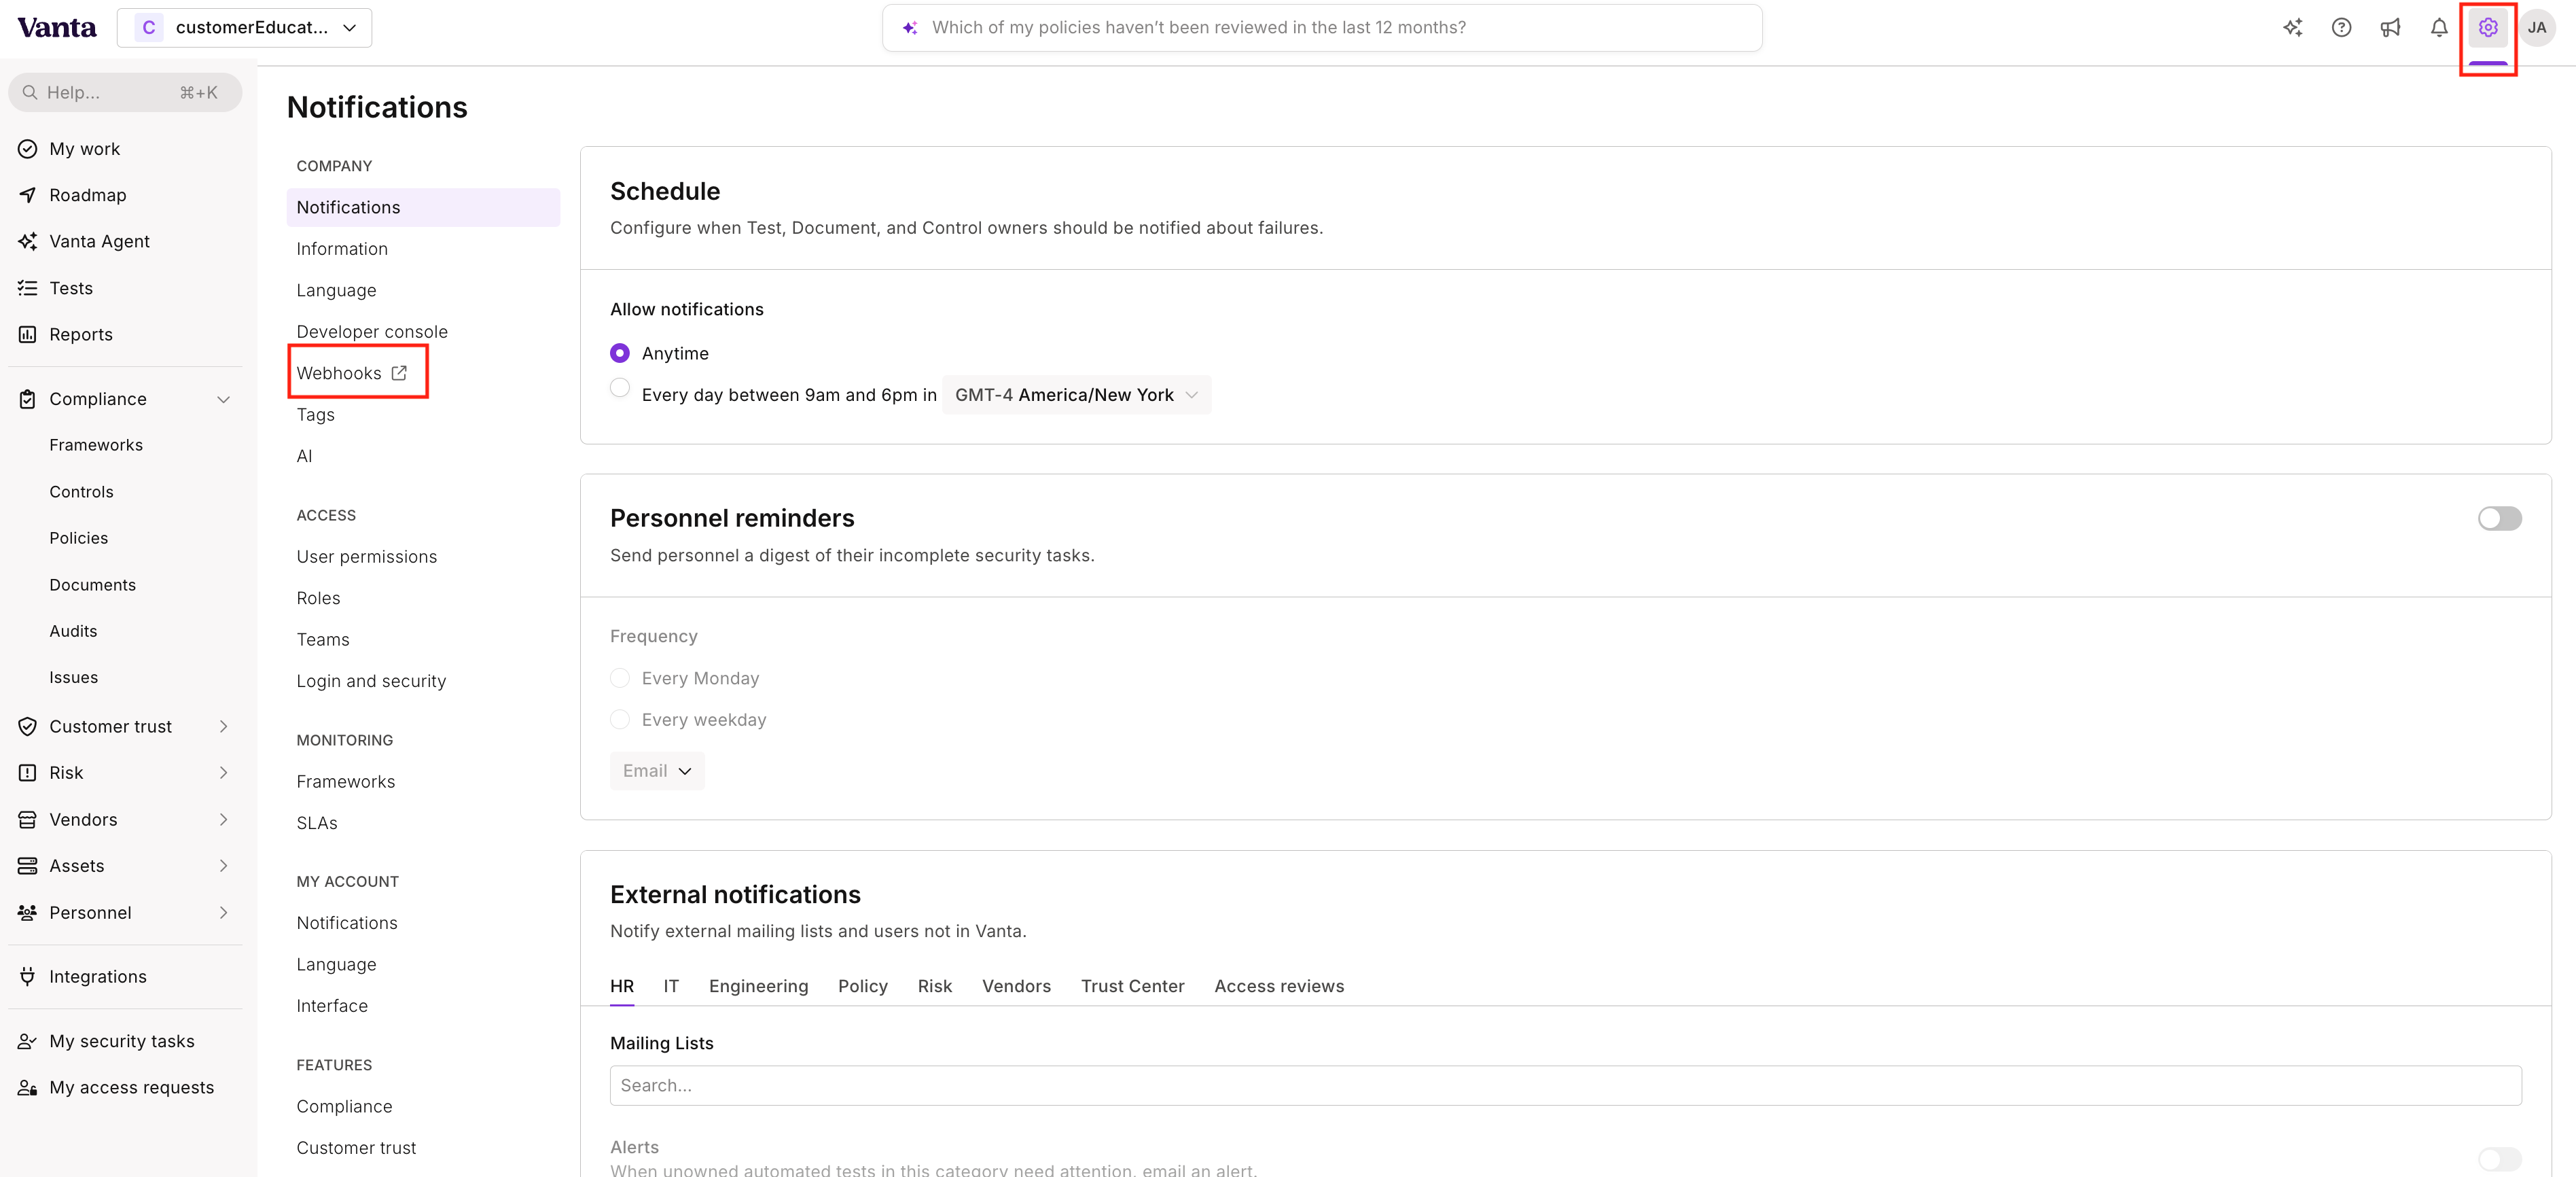 Vanta
C customerEducat...
Which of my policies haven't been reviewed in the last 12 months?
JA
Help... ⌘+K
My work
Roadmap
Vanta Agent
Tests
Reports
Compliance
Frameworks
Controls
Policies
Documents
Audits
Issues
Customer trust
Risk
Vendors
Assets
Personnel
Integrations
My security tasks
My access requests
Notifications
COMPANY
Notifications
Information
Language
Developer console
Webhooks
Tags
AI
ACCESS
User permissions
Roles
Teams
Login and security
MONITORING
Frameworks
SLAs
MY ACCOUNT
Notifications
Language
Interface
FEATURES
Compliance
Customer trust
Schedule
Configure when Test, Document, and Control owners should be notified about failures.
Allow notifications
Anytime
Every day between 9am and 6pm in GMT-4 America/New York
Personnel reminders
Send personnel a digest of their incomplete security tasks.
Frequency
Every Monday
Every weekday
Email
External notifications
Notify external mailing lists and users not in Vanta.
HR IT Engineering Policy Risk Vendors Trust Center Access reviews
Mailing Lists
Search...
Alerts
When unowned automated tests in this category need attention, email an alert.